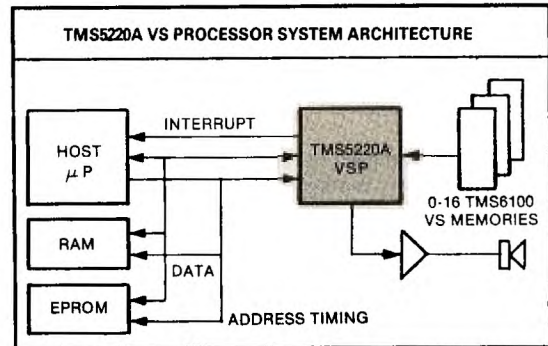 TMS5220A VS PROCESSOR SYSTEM ARCHITECTURE
INTERRUPT
HOST
μP
TMS5220A
VSP
0-16 TMS6100
VS MEMORIES
RAM
DATA
EPROM
ADDRESS TIMING